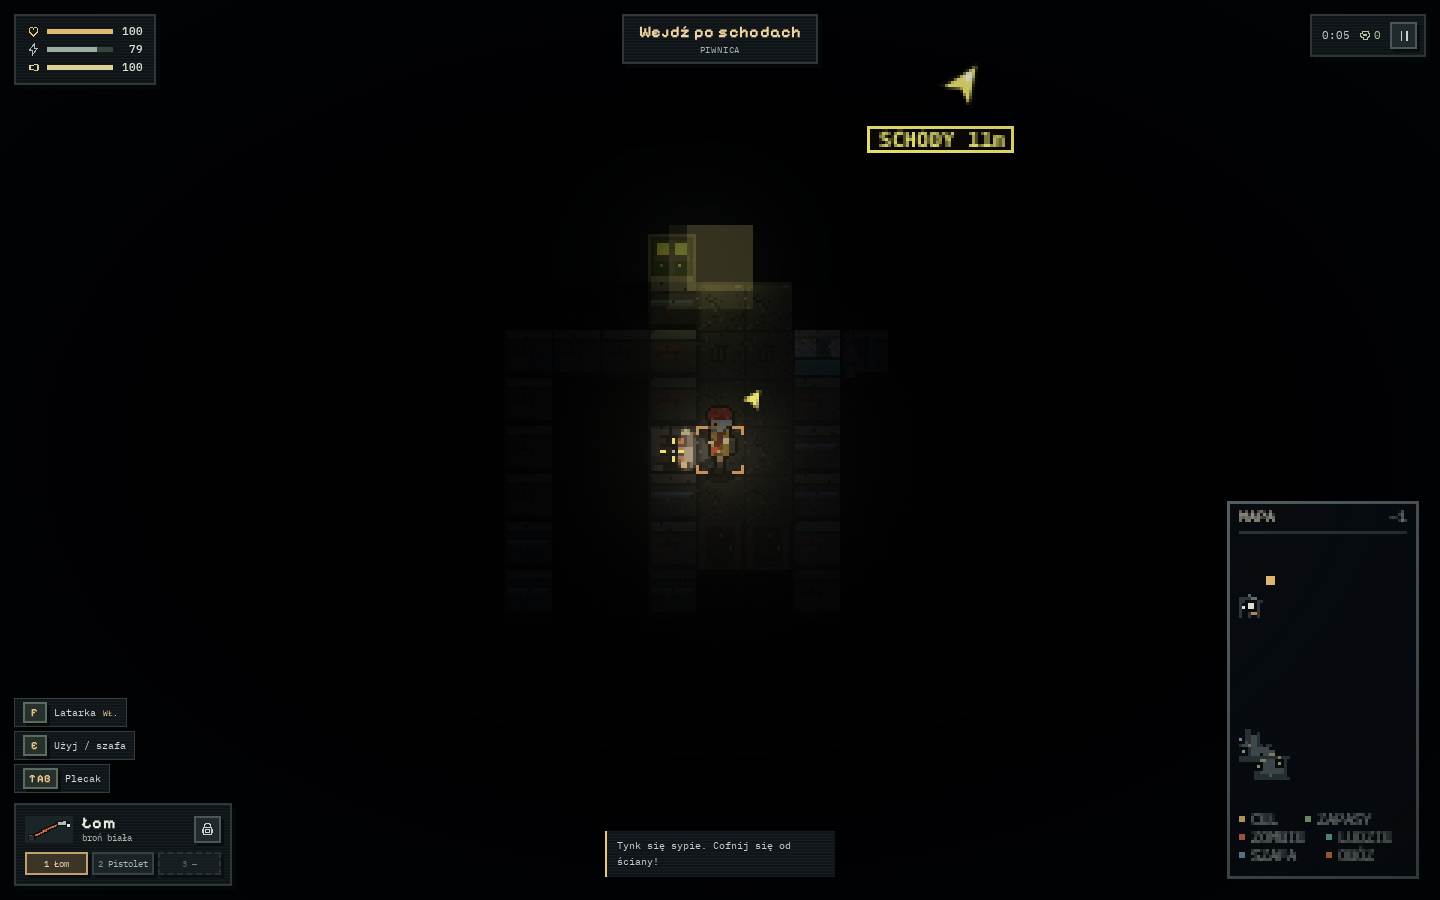 100
79
100
Wejdź po schodach
PIWNICA
0:05 0
SCHODY 11m
MAPA -1
F Latarka WŁ.
E Użyj / szafa
TAB Plecak
Łom
broń biała
1 Łom 2 Pistolet 3 —
Tynk się sypie. Cofnij się od
ściany!
CEL ZAPASY
ZOMBIE LUDZIE
SZAFA OBÓZ